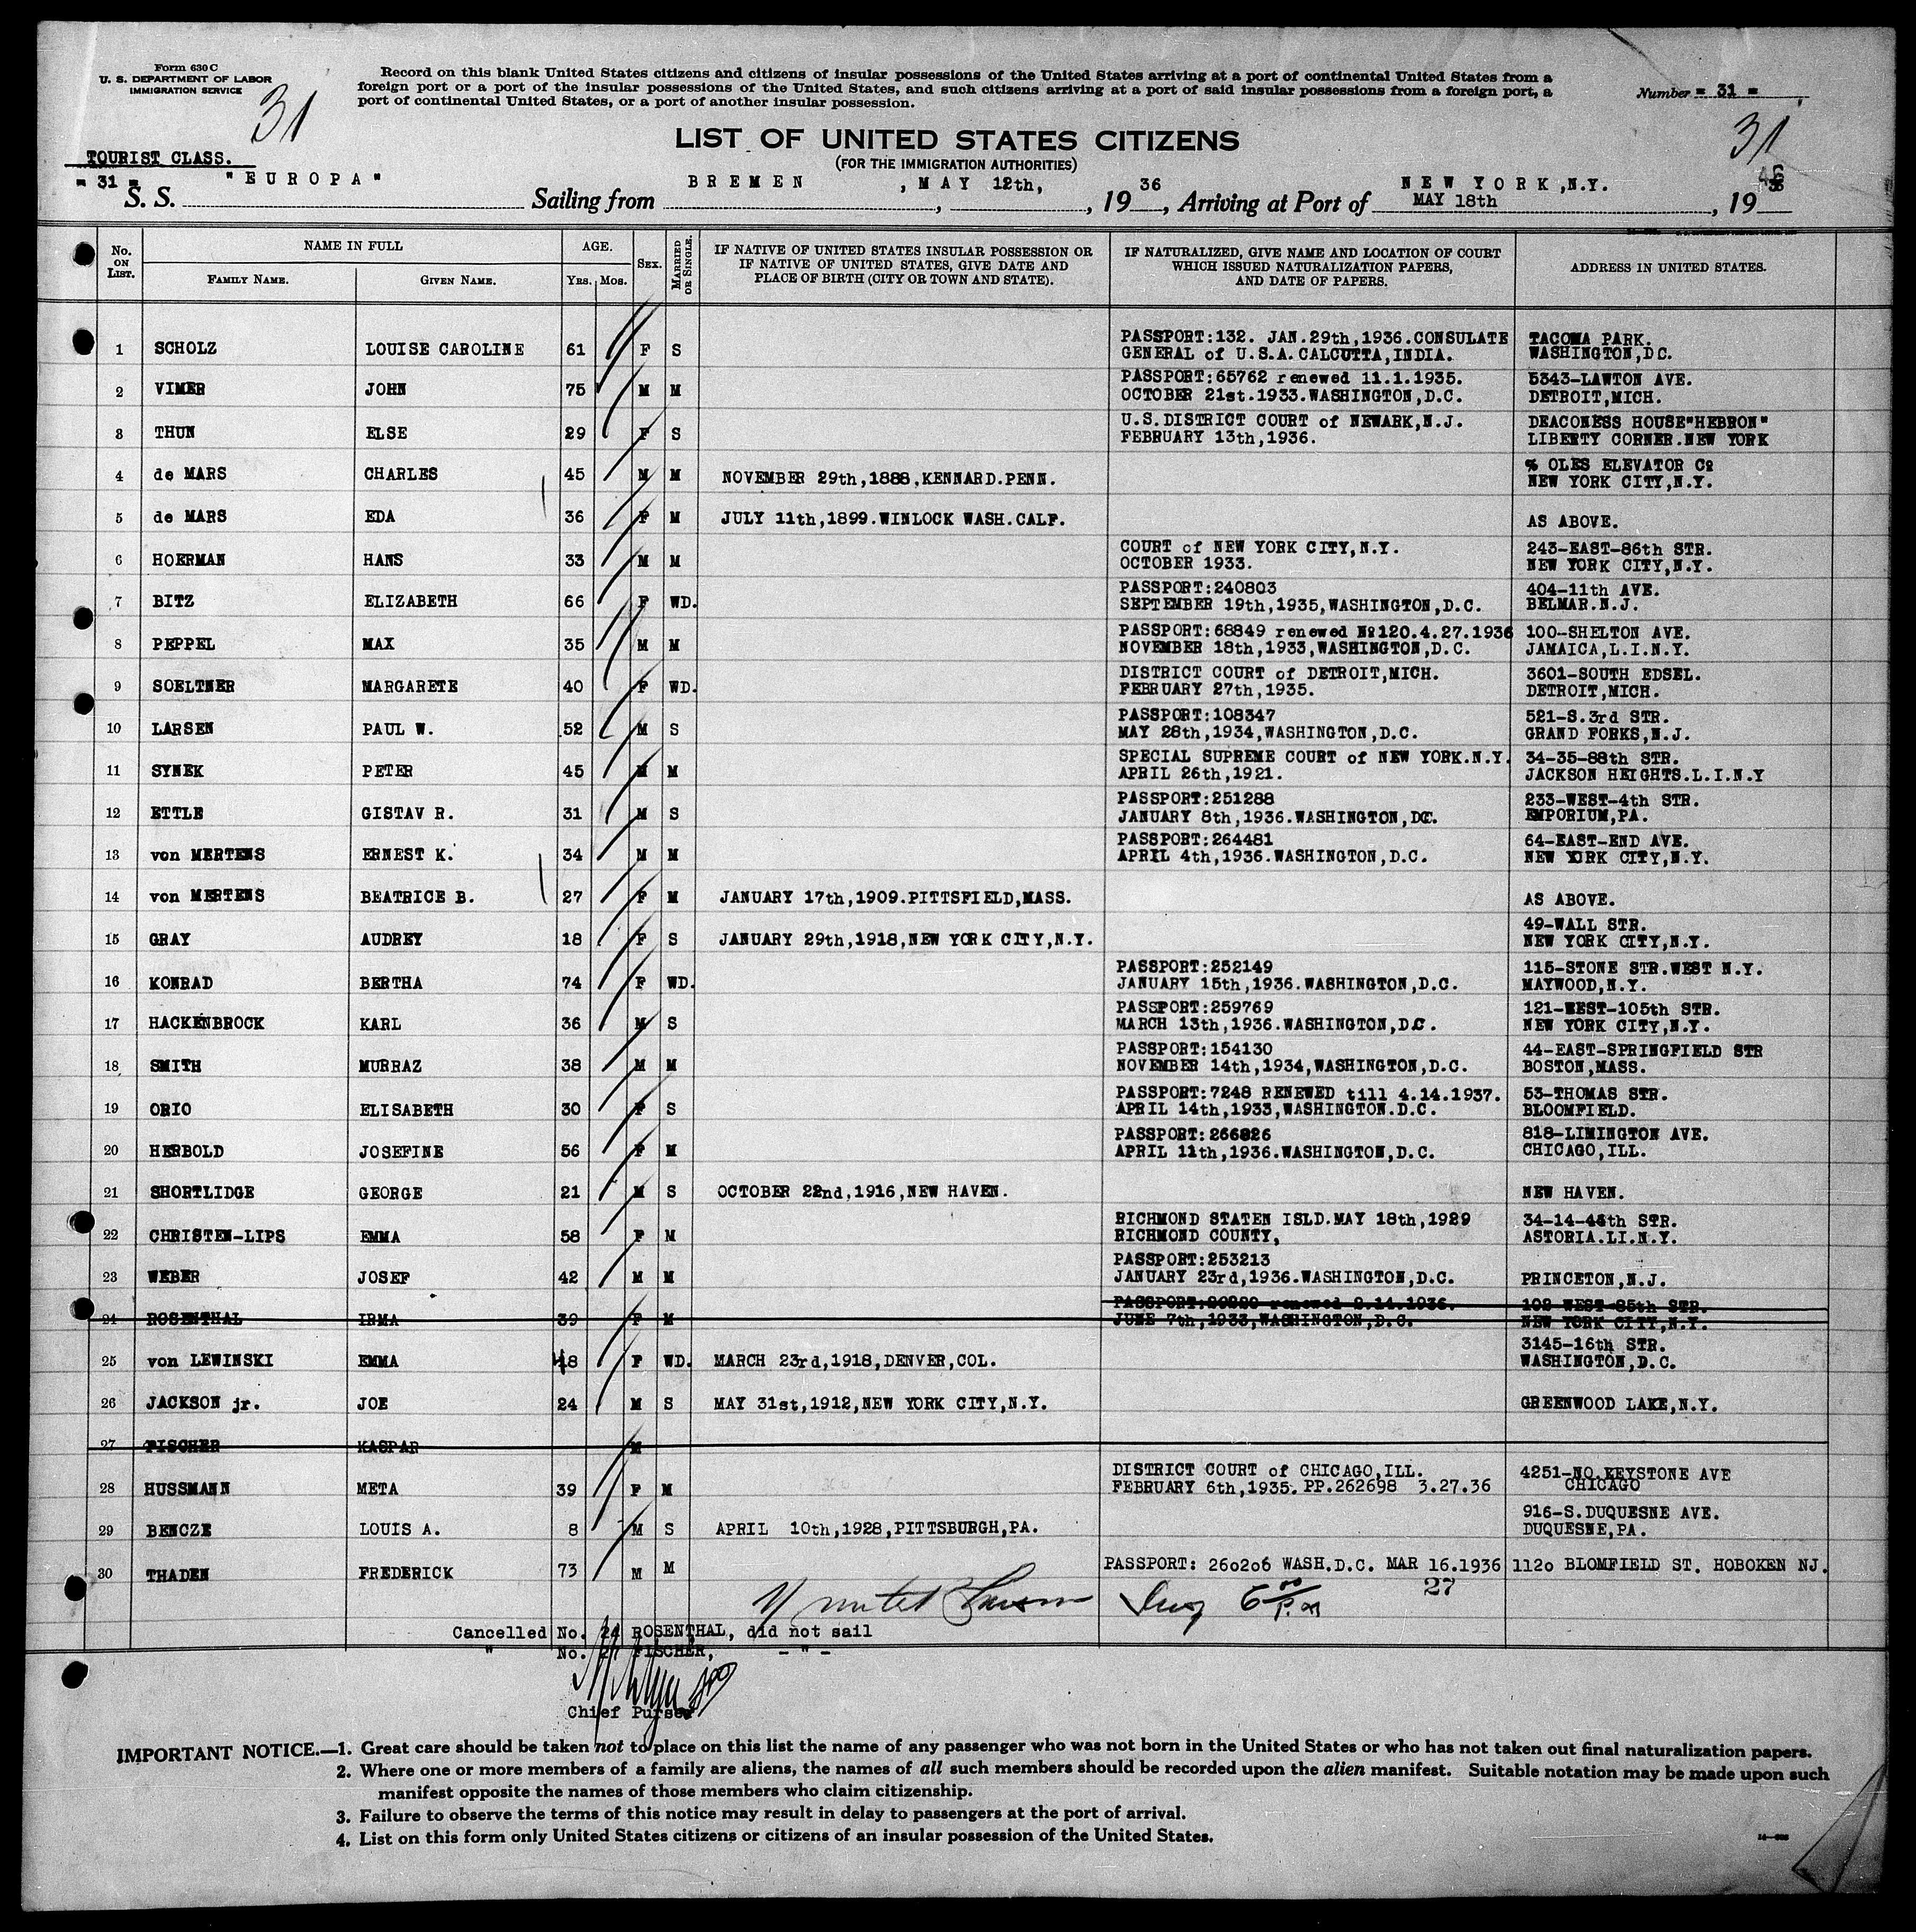 Form 630 C
U. S. DEPARTMENT OF LABOR
IMMIGRATION SERVICE
31
Record on this blank United States citizens and citizens of insular possessions of the United States arriving at a port of continental United States from a
foreign port or a port of the insular possessions of the United States, and such citizens arriving at a port of said insular possessions from a foreign port, a
port of continental United States, or a port of another insular possession.
Number = 31 =
31
LIST OF UNITED STATES CITIZENS
(FOR THE IMMIGRATION AUTHORITIES)
TOURIST CLASS.
= 31 =
S. S. "EUROPA" Sailing from BREMEN, MAY 12th, 1936, Arriving at Port of NEW YORK, N.Y. MAY 18th, 19
No. ON LIST. NAME IN FULL FAMILY NAME. GIVEN NAME. AGE. YRS. MOS. SEX. MARRIED OR SINGLE. IF NATIVE OF UNITED STATES INSULAR POSSESSION OR IF NATIVE OF UNITED STATES, GIVE DATE AND PLACE OF BIRTH (CITY OR TOWN AND STATE). IF NATURALIZED, GIVE NAME AND LOCATION OF COURT WHICH ISSUED NATURALIZATION PAPERS, AND DATE OF PAPERS. ADDRESS IN UNITED STATES.
1 SCHOLZ LOUISE CAROLINE 61 F S PASSPORT:132. JAN.29th,1936.CONSULATE GENERAL of U.S.A.CALCUTTA,INDIA. TACOMA PARK. WASHINGTON,DC.
2 VIMER JOHN 75 M M PASSPORT:65762 renewed 11.1.1935. OCTOBER 21st.1933.WASHINGTON,D.C. 5343-LAWTON AVE. DETROIT,MICH.
3 THUN ELSE 29 F S U.S.DISTRICT COURT of NEWARK,N.J. FEBRUARY 13th,1936. DEACONESS HOUSE"HEBRON" LIBERTY CORNER.NEW YORK
4 de MARS CHARLES 45 M M NOVEMBER 29th,1888,KENNARD.PENN. % OLES ELEVATOR Co NEW YORK CITY,N.Y.
5 de MARS EDA 36 F M JULY 11th,1899.WINLOCK WASH.CALF. AS ABOVE.
6 HOERMAN HANS 33 M M COURT of NEW YORK CITY,N.Y. OCTOBER 1933. 243-EAST-86th STR. NEW YORK CITY,N.Y.
7 BITZ ELIZABETH 66 F WD. PASSPORT:240803 SEPTEMBER 19th,1935,WASHINGTON,D.C. 404-11th AVE. BELMAR.N.J.
8 PEPPEL MAX 35 M M PASSPORT:68849 renewed No120.4.27.1936 NOVEMBER 18th,1933,WASHINGTON,D.C. 100-SHELTON AVE. JAMAICA,L.I.N.Y.
9 SOELTNER MARGARETE 40 F WD. DISTRICT COURT of DETROIT,MICH. FEBRUARY 27th,1935. 3601-SOUTH EDSEL. DETROIT,MICH.
10 LARSEN PAUL W. 52 M S PASSPORT:108347 MAY 28th,1934,WASHINGTON,D.C. 521-S.3rd STR. GRAND FORKS,N.J.
11 SYNEK PETER 45 M M SPECIAL SUPREME COURT of NEW YORK.N.Y. APRIL 26th,1921. 34-35-88th STR. JACKSON HEIGHTS.L.I.N.Y
12 ETTLE GISTAV R. 31 M S PASSPORT:251288 JANUARY 8th,1936.WASHINGTON,DC. 233-WEST-4th STR. EMPORIUM,PA.
13 von MERTENS ERNEST K. 34 M M PASSPORT:264481 APRIL 4th,1936.WASHINGTON,D.C. 64-EAST-END AVE. NEW YORK CITY,N.Y.
14 von MERTENS BEATRICE B. 27 F M JANUARY 17th,1909.PITTSFIELD,MASS. AS ABOVE.
15 GRAY AUDREY 18 F S JANUARY 29th,1918,NEW YORK CITY,N.Y. 49-WALL STR. NEW YORK CITY,N.Y.
16 KONRAD BERTHA 74 F WD. PASSPORT:252149 JANUARY 15th,1936.WASHINGTON,D.C. 115-STONE STR.WEST N.Y. MAYWOOD,N.Y.
17 HACKENBROCK KARL 36 M S PASSPORT:259769 MARCH 13th,1936.WASHINGTON,DC. 121-WEST-105th STR. NEW YORK CITY,N.Y.
18 SMITH MURRAZ 38 M M PASSPORT:154130 NOVEMBER 14th,1934,WASHINGTON,D.C. 44-EAST-SPRINGFIELD STR BOSTON,MASS.
19 ORIO ELISABETH 30 F S PASSPORT:7248 RENEWED till 4.14.1937. APRIL 14th,1933,WASHINGTON.D.C. 53-THOMAS STR. BLOOMFIELD.
20 HERBOLD JOSEFINE 56 F M PASSPORT:266826 APRIL 11th,1936.WASHINGTON,D.C. 818-LIMINGTON AVE. CHICAGO,ILL.
21 SHORTLIDGE GEORGE 21 M S OCTOBER 22nd,1916,NEW HAVEN. NEW HAVEN.
22 CHRISTEN-LIPS EMMA 58 F M RICHMOND STATEN ISLD.MAY 18th,1929 RICHMOND COUNTY, 34-14-44th STR. ASTORIA.LI.N.Y.
23 WEBER JOSEF 42 M M PASSPORT:253213 JANUARY 23rd,1936.WASHINGTON,D.C. PRINCETON,N.J.
24 ROSENTHAL IRMA 39 F M renewed 2.14.1936. JUNE 7th,1933,WASHINGTON,D.C. 102 WEST 85th STR. NEW YORK CITY,N.Y.
25 von LEWINSKI EMMA 48 F WD. MARCH 23rd,1918,DENVER,COL. 3145-16th STR. WASHINGTON,D.C.
26 JACKSON jr. JOE 24 M S MAY 31st,1912,NEW YORK CITY,N.Y. GREENWOOD LAKE,N.Y.
27 FISCHER KASPAR M
28 HUSSMANN META 39 F M DISTRICT COURT of CHICAGO,ILL. FEBRUARY 6th,1935. PP.262698 3.27.36 4251-NO.KEYSTONE AVE CHICAGO
29 BENCZE LOUIS A. 8 M S APRIL 10th,1928,PITTSBURGH,PA. 916-S.DUQUESNE AVE. DUQUESNE,PA.
30 THADEN FREDERICK 73 M M PASSPORT: 260206 WASH.D.C. MAR 16.1936 1120 BLOMFIELD ST. HOBOKEN NJ.
27
Cancelled No. 24 ROSENTHAL, did not sail
" No. 27 FISCHER, - " -
Chief Purser
IMPORTANT NOTICE.—1. Great care should be taken not to place on this list the name of any passenger who was not born in the United States or who has not taken out final naturalization papers.
2. Where one or more members of a family are aliens, the names of all such members should be recorded upon the alien manifest. Suitable notation may be made upon such
manifest opposite the names of those members who claim citizenship.
3. Failure to observe the terms of this notice may result in delay to passengers at the port of arrival.
4. List on this form only United States citizens or citizens of an insular possession of the United States.